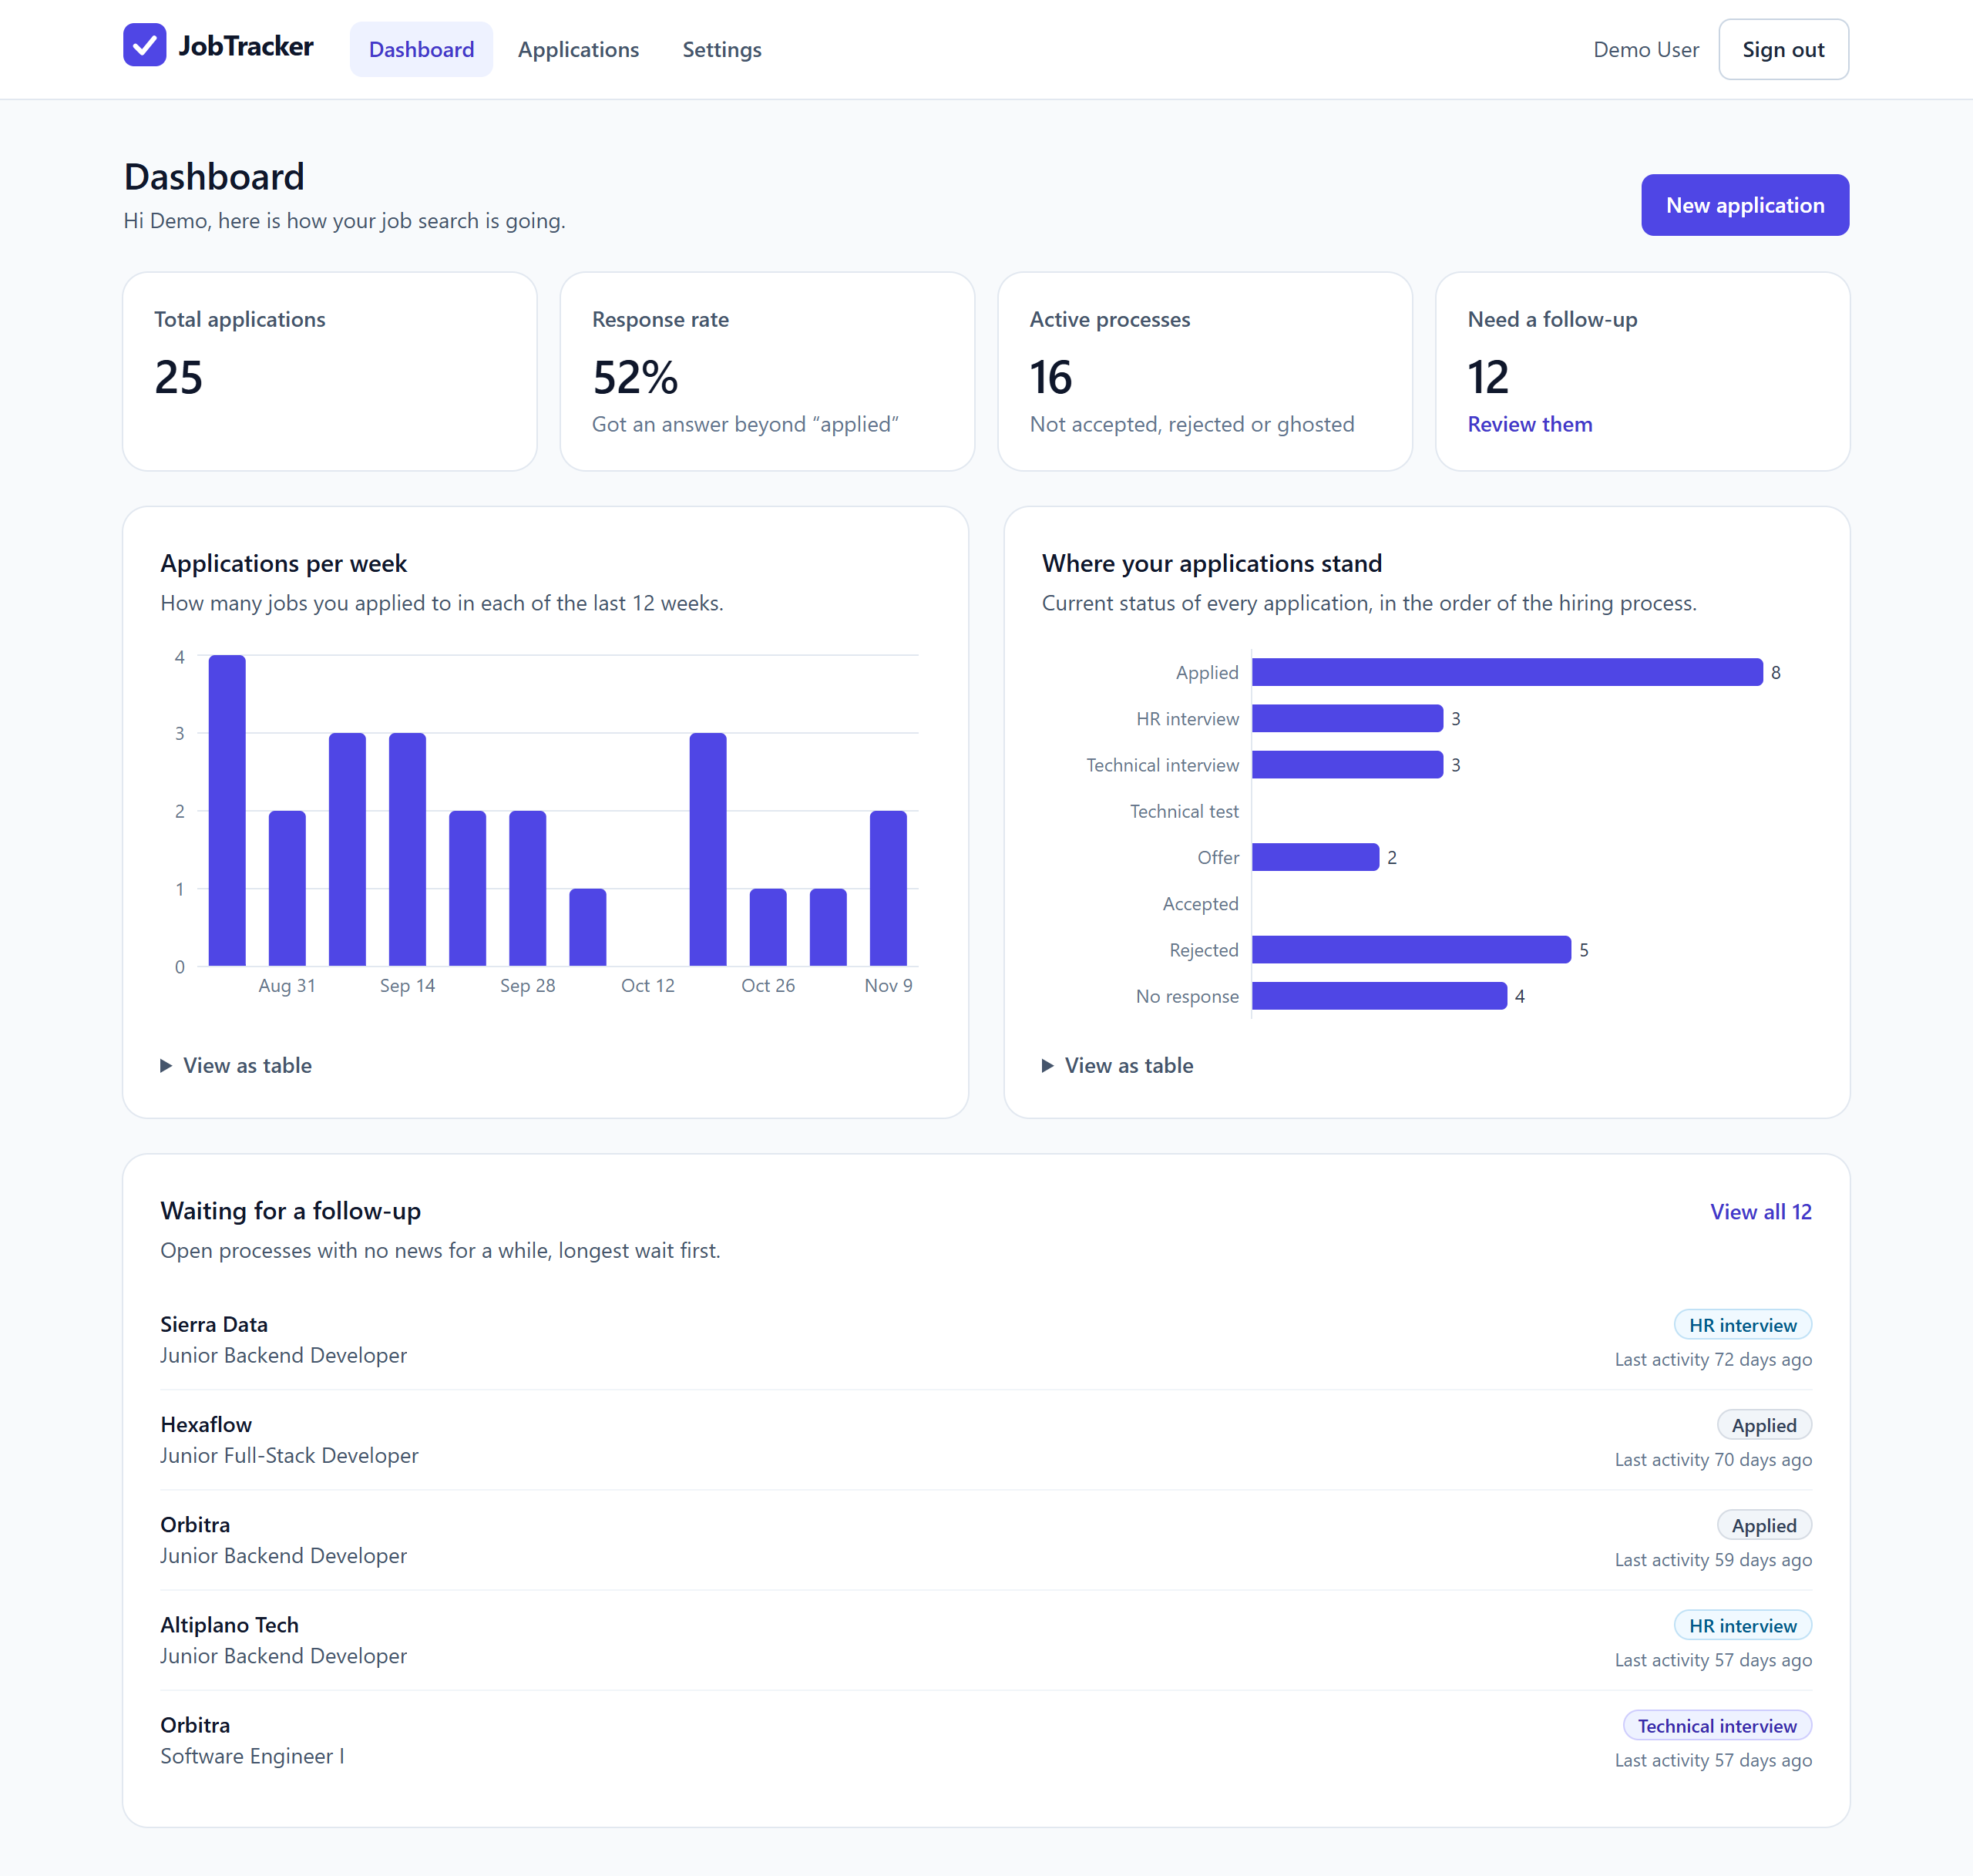 JobTracker
Dashboard
Applications
Settings
Demo User
Sign out
Dashboard
Hi Demo, here is how your job search is going.
New application
Total applications
25
Response rate
52%
Got an answer beyond “applied”
Active processes
16
Not accepted, rejected or ghosted
Need a follow-up
12
Review them
Applications per week
How many jobs you applied to in each of the last 12 weeks.
4
3
2
1
0
Aug 31
Sep 14
Sep 28
Oct 12
Oct 26
Nov 9
View as table
Where your applications stand
Current status of every application, in the order of the hiring process.
Applied 8
HR interview 3
Technical interview 3
Technical test
Offer 2
Accepted
Rejected 5
No response 4
View as table
Waiting for a follow-up
View all 12
Open processes with no news for a while, longest wait first.
Sierra Data
HR interview
Junior Backend Developer
Last activity 72 days ago
Hexaflow
Applied
Junior Full-Stack Developer
Last activity 70 days ago
Orbitra
Applied
Junior Backend Developer
Last activity 59 days ago
Altiplano Tech
HR interview
Junior Backend Developer
Last activity 57 days ago
Orbitra
Technical interview
Software Engineer I
Last activity 57 days ago